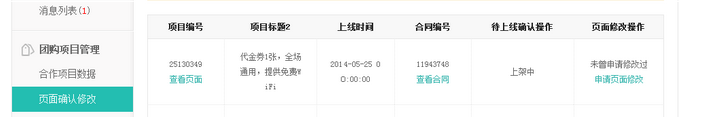 消息列表(1)
团购项目管理
合作项目数据
页面确认修改
项目编号 项目标题2 上线时间 合同编号 待上线确认操作 页面修改操作
25130349
查看页面
代金券1张，全场
通用，提供免费W
iFi
2014-05-25 0
0:00:00
11943748
查看合同
上架中
未曾申请修改过
申请页面修改